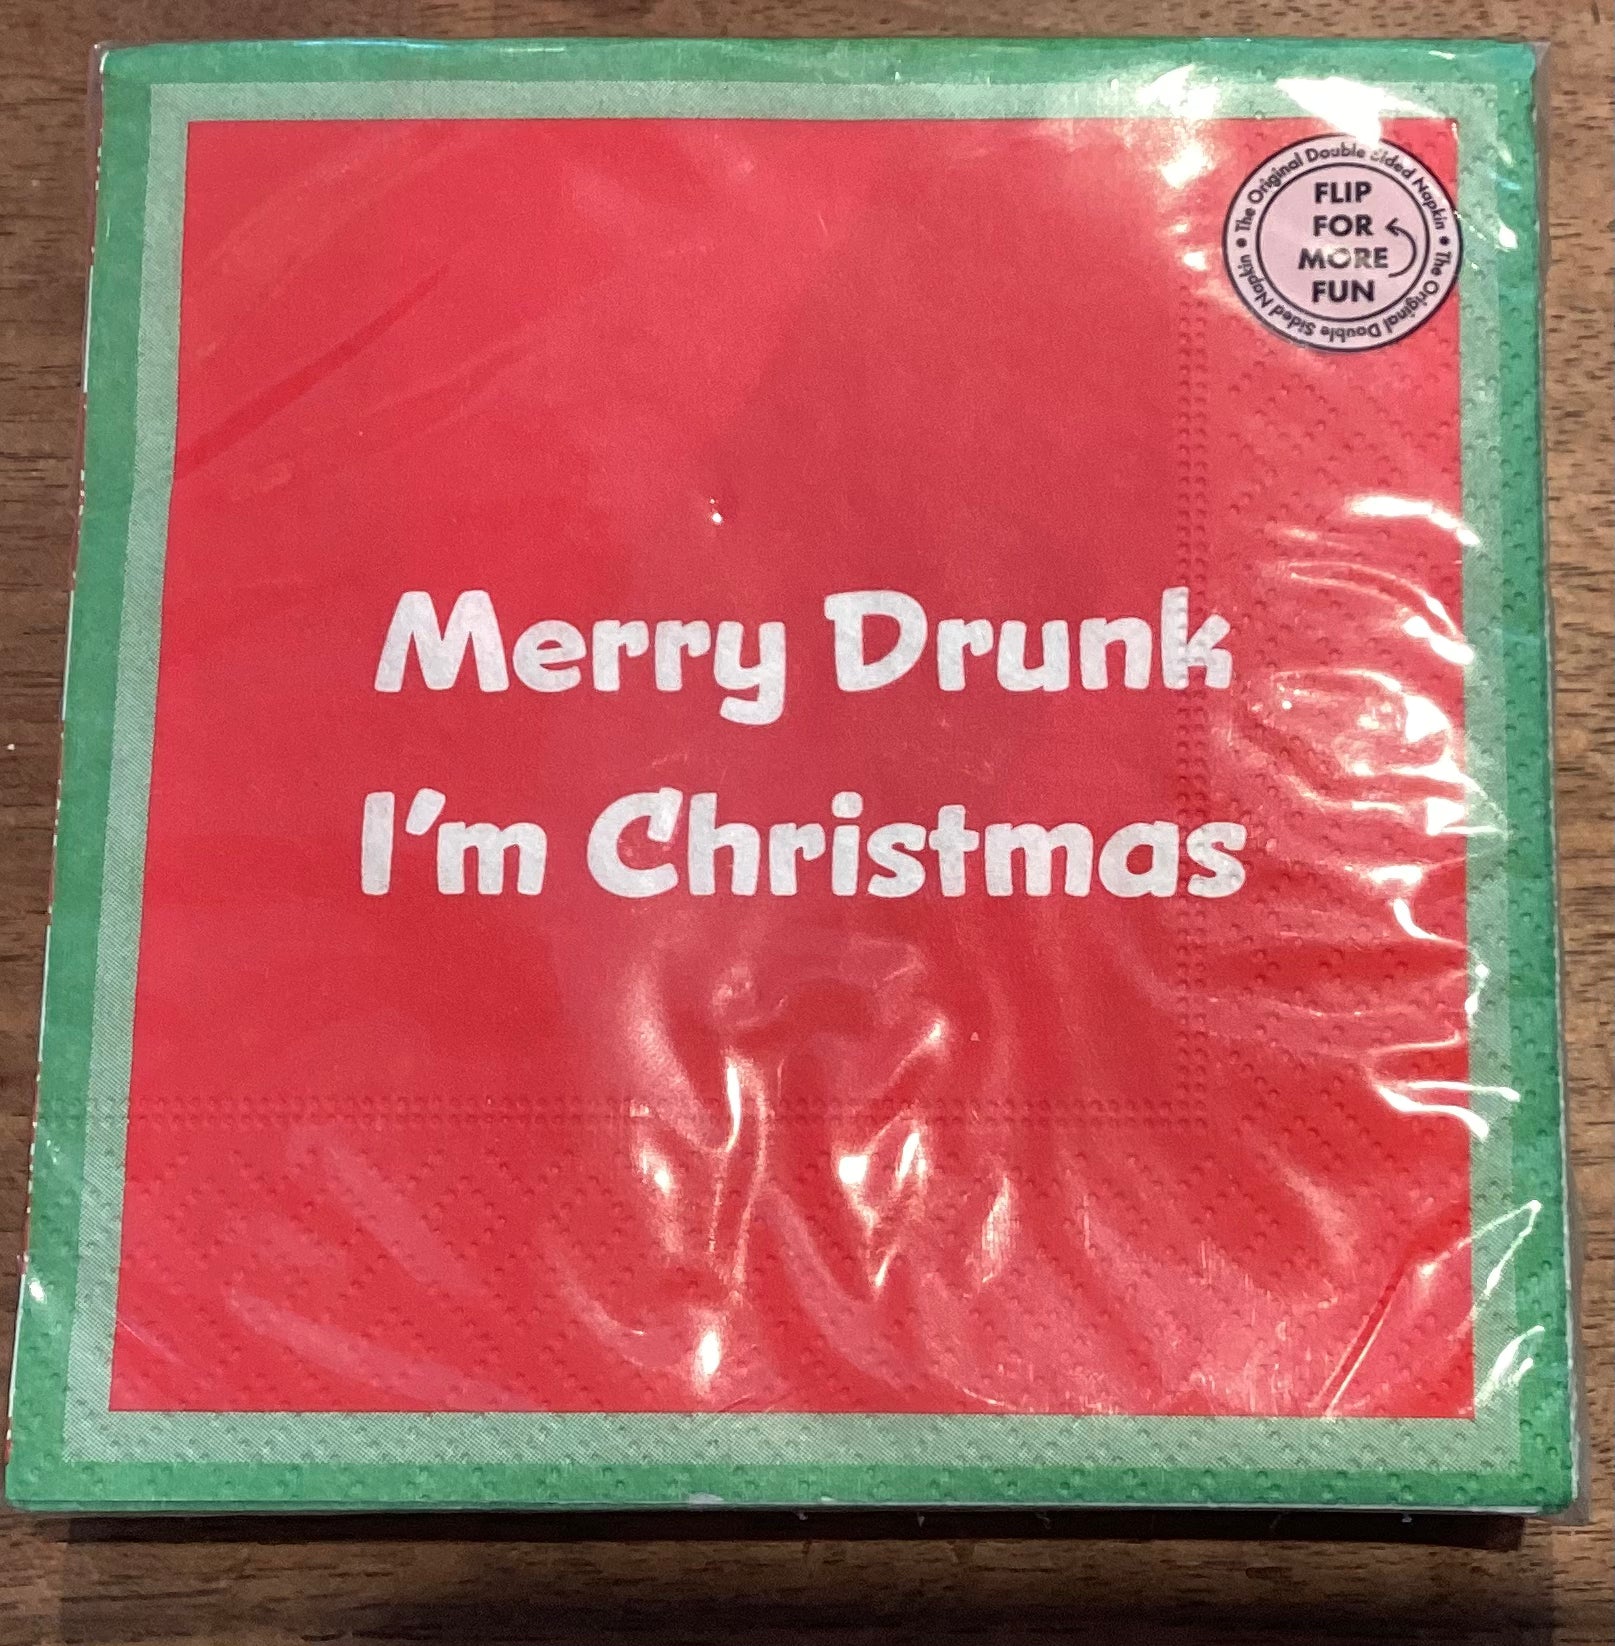 Merry Drunk
I'm Christmas
The Original Double Sided Napkin • The Original Double Sided Napkin •
FLIP
FOR
MORE
FUN